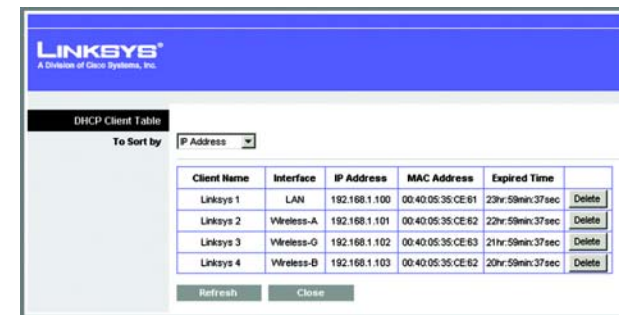 LINKSYS®
A Division of Cisco Systems, Inc.
DHCP Client Table
To Sort by IP Address
Client Name Interface IP Address MAC Address Expired Time
Linksys 1 LAN 192.168.1.100 00:40:05:35:CE:61 23hr:59min:37sec Delete
Linksys 2 Wireless-A 192.168.1.101 00:40:05:35:CE:62 22hr:59min:37sec Delete
Linksys 3 Wireless-G 192.168.1.102 00:40:05:35:CE:63 21hr:59min:37sec Delete
Linksys 4 Wireless-B 192.168.1.103 00:40:05:35:CE:62 20hr:59min:37sec Delete
Refresh Close